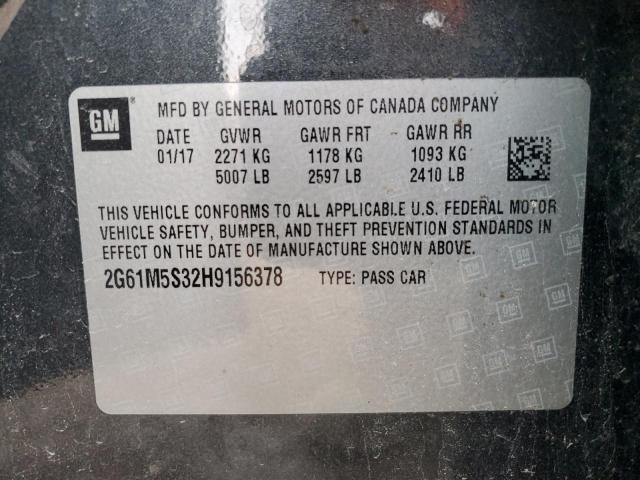 GM ® MFD BY GENERAL MOTORS OF CANADA COMPANY
DATE GVWR GAWR FRT GAWR RR
01/17 2271 KG 1178 KG 1093 KG
5007 LB 2597 LB 2410 LB
THIS VEHICLE CONFORMS TO ALL APPLICABLE U.S. FEDERAL MOTOR
VEHICLE SAFETY, BUMPER, AND THEFT PREVENTION STANDARDS IN
EFFECT ON THE DATE OF MANUFACTURE SHOWN ABOVE.
2G61M5S32H9156378 TYPE: PASS CAR